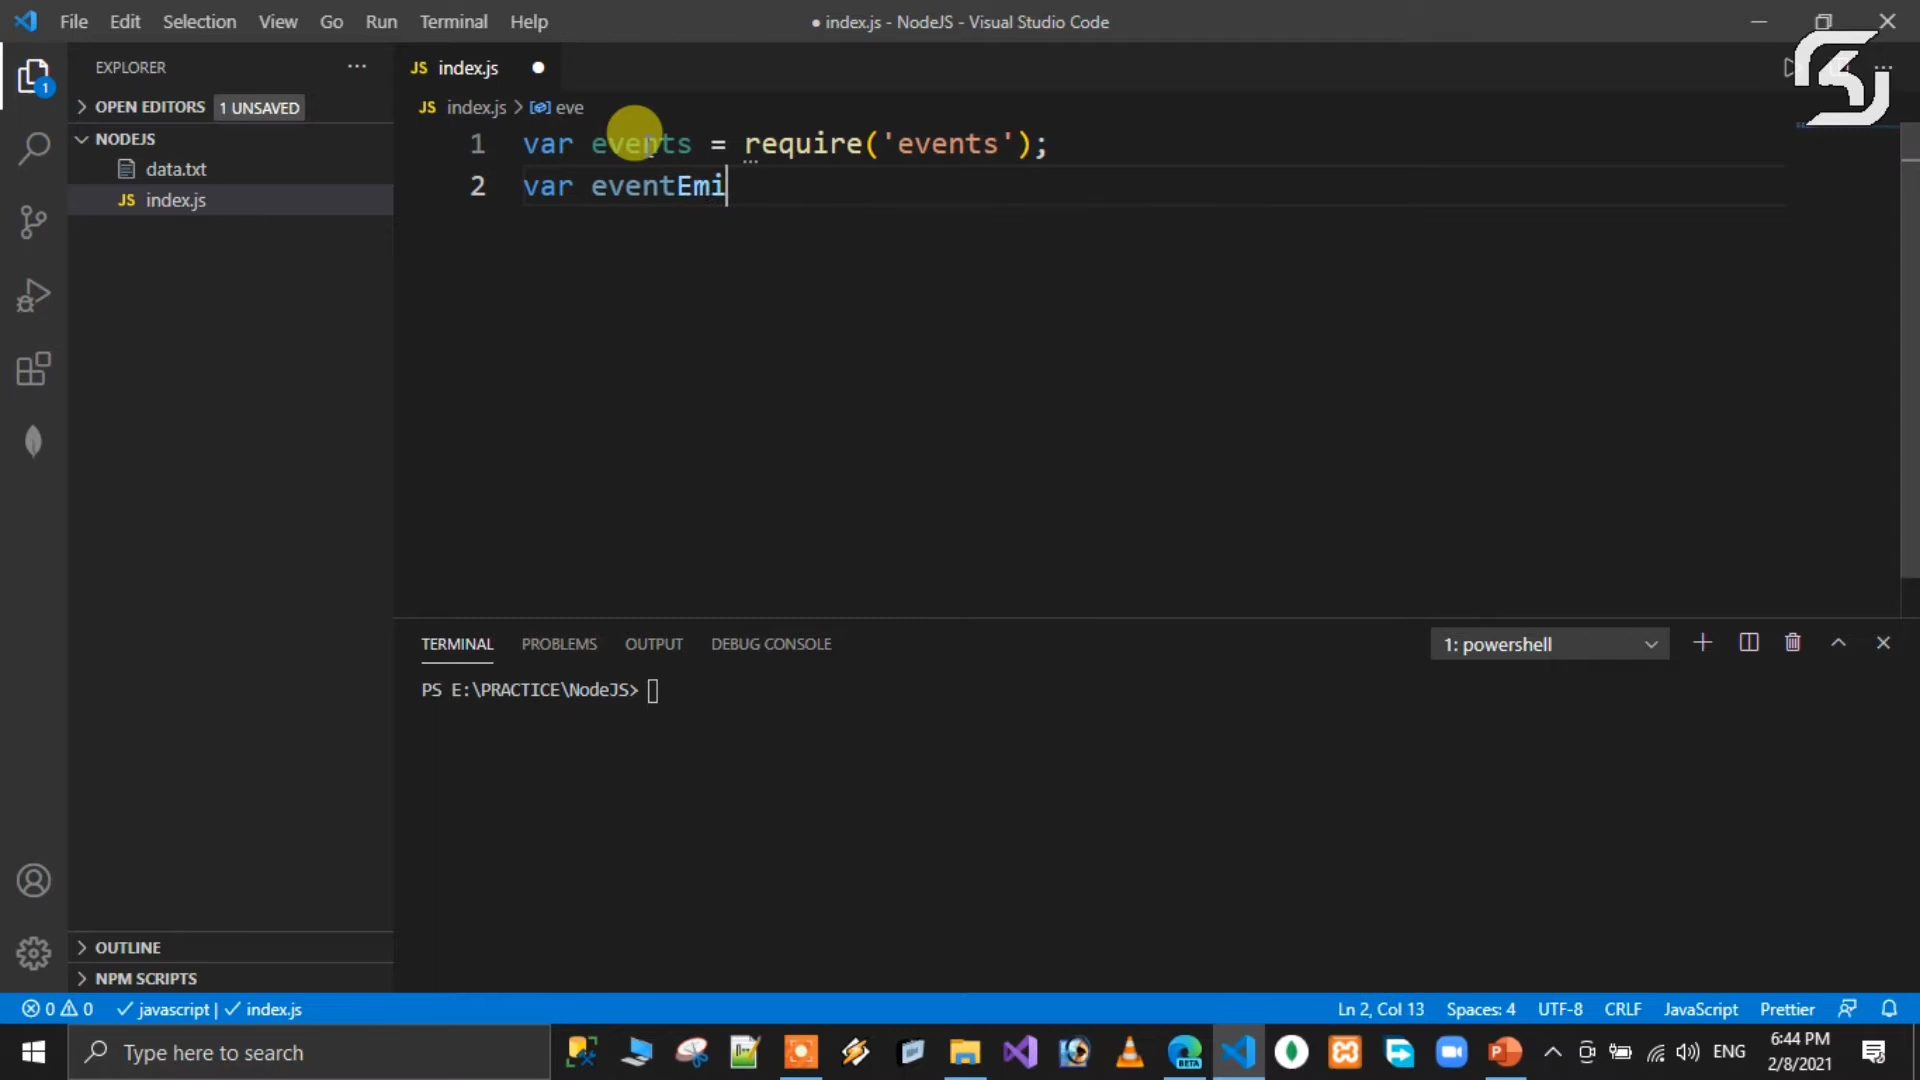 File Edit Selection View Go Run Terminal Help
● index.js - NodeJS - Visual Studio Code
EXPLORER
JS index.js
OPEN EDITORS 1 UNSAVED
JS index.js > eve
NODEJS
data.txt
JS index.js
1 var events = require('events');
2 var eventEmi
TERMINAL PROBLEMS OUTPUT DEBUG CONSOLE
1: powershell
PS E:\PRACTICE\NodeJS>
OUTLINE
NPM SCRIPTS
0 0 javascript | index.js
Ln 2, Col 13 Spaces: 4 UTF-8 CRLF JavaScript Prettier
Type here to search
BETA
ENG
6:44 PM
2/8/2021